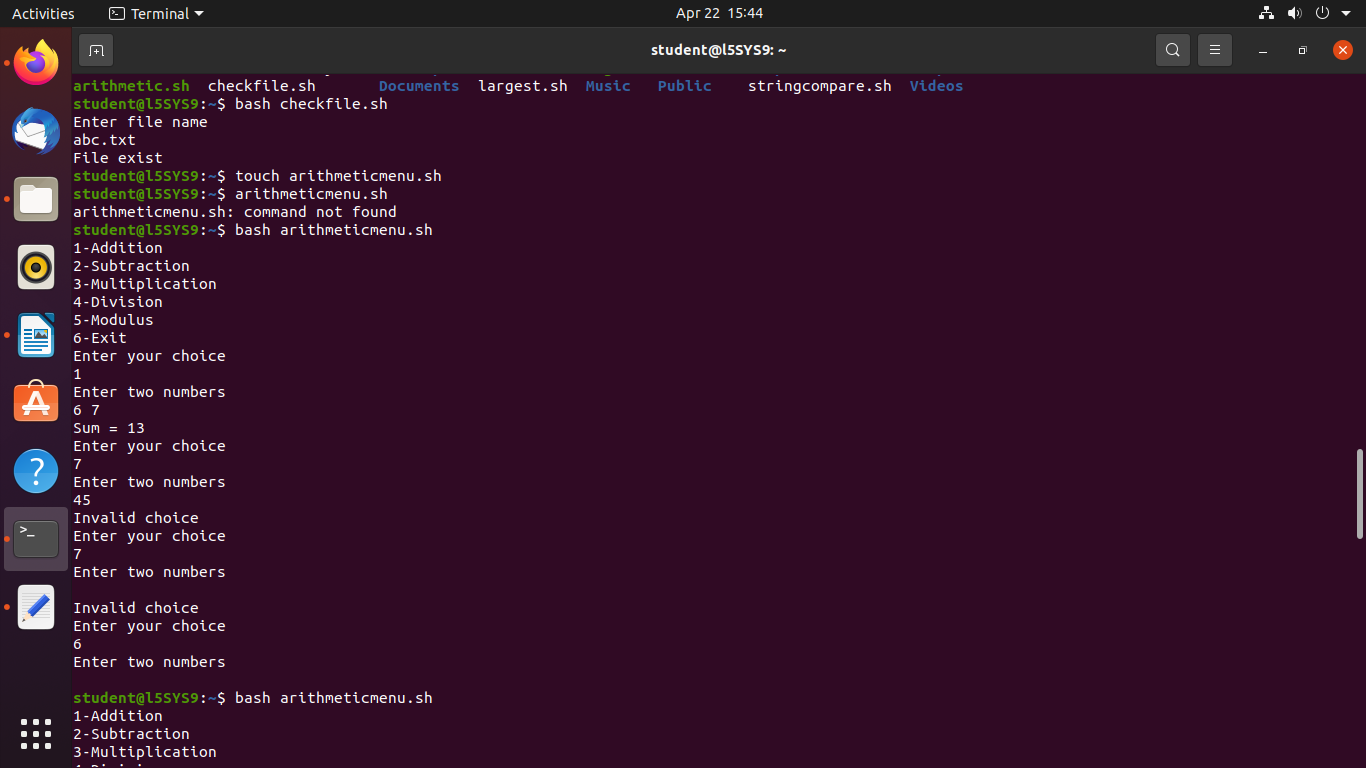 Activities Terminal Apr 22 15:44
student@l5SYS9: ~
arithmetic.sh checkfile.sh Documents largest.sh Music Public stringcompare.sh Videos
student@l5SYS9:~$ bash checkfile.sh
Enter file name
abc.txt
File exist
student@l5SYS9:~$ touch arithmeticmenu.sh
student@l5SYS9:~$ arithmeticmenu.sh
arithmeticmenu.sh: command not found
student@l5SYS9:~$ bash arithmeticmenu.sh
1-Addition
2-Subtraction
3-Multiplication
4-Division
5-Modulus
6-Exit
Enter your choice
1
Enter two numbers
6 7
Sum = 13
Enter your choice
7
Enter two numbers
45
Invalid choice
Enter your choice
7
Enter two numbers
Invalid choice
Enter your choice
6
Enter two numbers
student@l5SYS9:~$ bash arithmeticmenu.sh
1-Addition
2-Subtraction
3-Multiplication